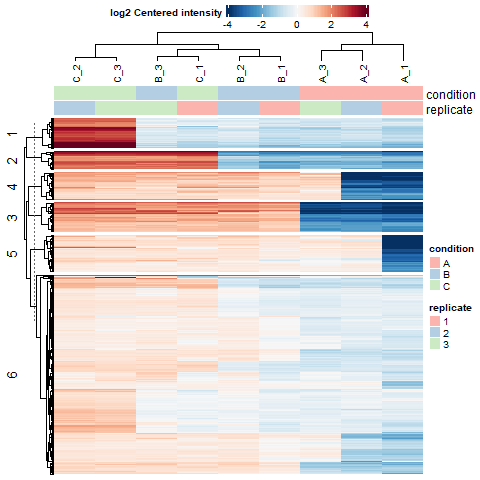 log2 Centered intensity
-4 -2 0 2 4
C_2 C_3 B_3 C_1 B_2 B_1 A_3 A_2 A_1
condition
replicate
1
2
4
3
5
6
condition
A
B
C
replicate
1
2
3